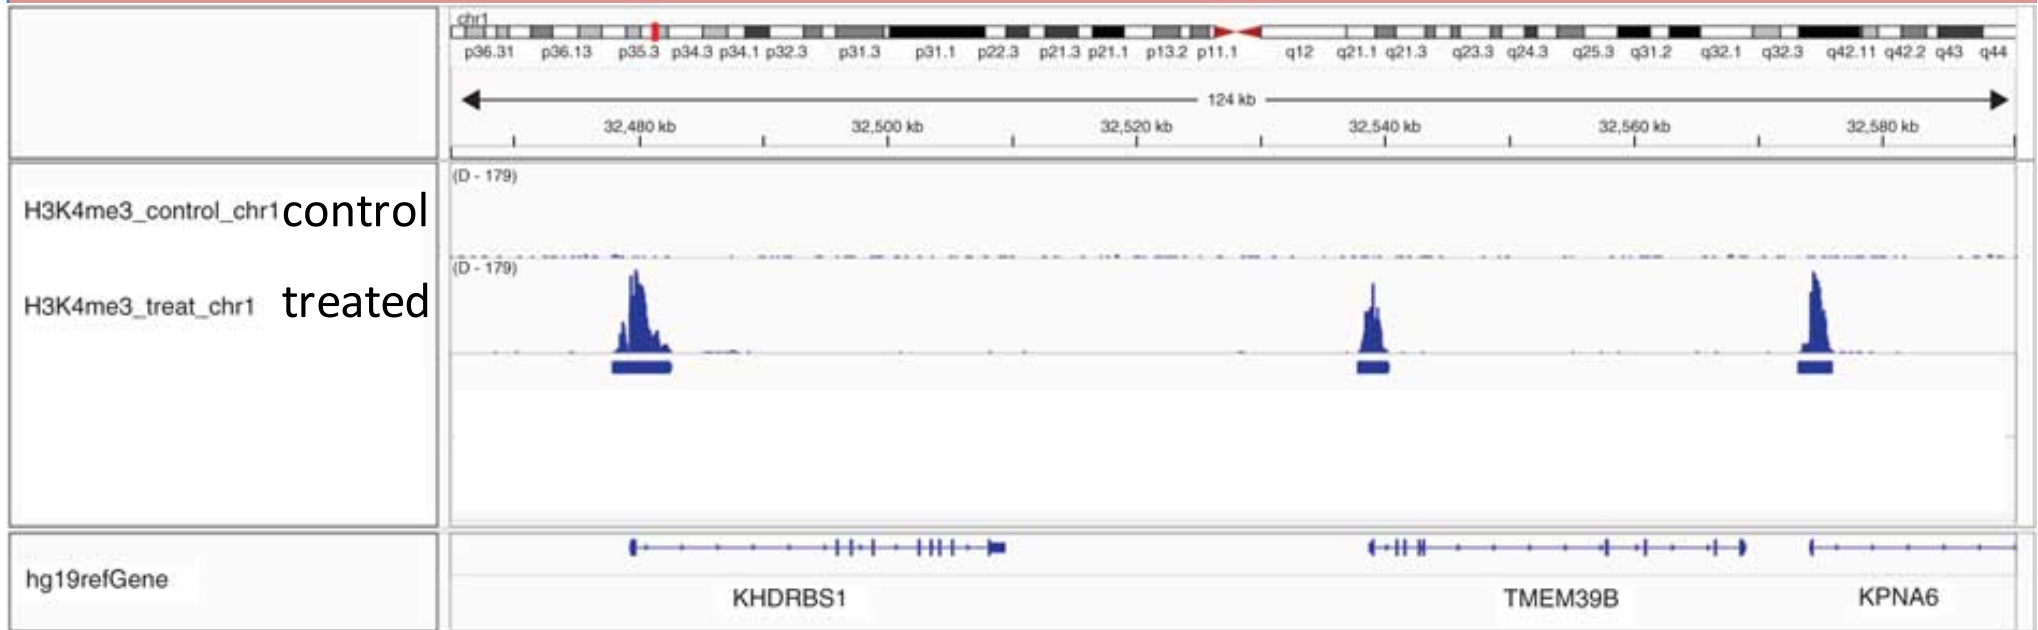 chr1
p36.31 p36.13 p35.3 p34.3 p34.1 p32.3 p31.3 p31.1 p22.3 p21.3 p21.1 p13.2 p11.1 q12 q21.1 q21.3 q23.3 q24.3 q25.3 q31.2 q32.1 q32.3 q42.11 q42.2 q43 q44
124 kb
32,480 kb 32,500 kb 32,520 kb 32,540 kb 32,560 kb 32,580 kb
(D - 179)
H3K4me3_control_chr1 control
(D - 179)
H3K4me3_treat_chr1 treated
hg19refGene
KHDRBS1 TMEM39B KPNA6